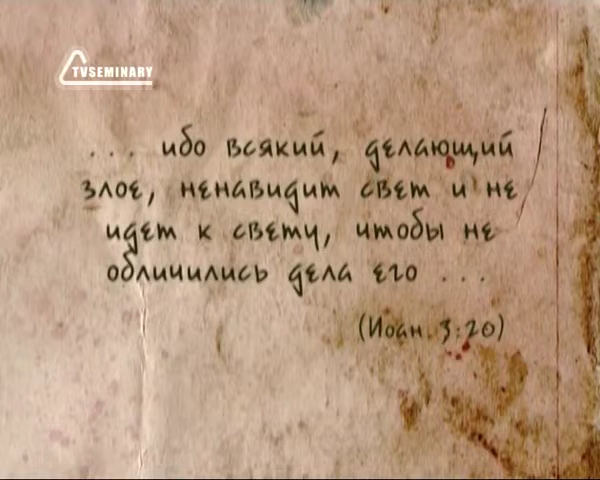 TVSEMINARY
... ибо всякий, делающий
злое, ненавидит свет и не
идет к свету, чтобы не
обличились дела его ...
(Иоан. 3:20)